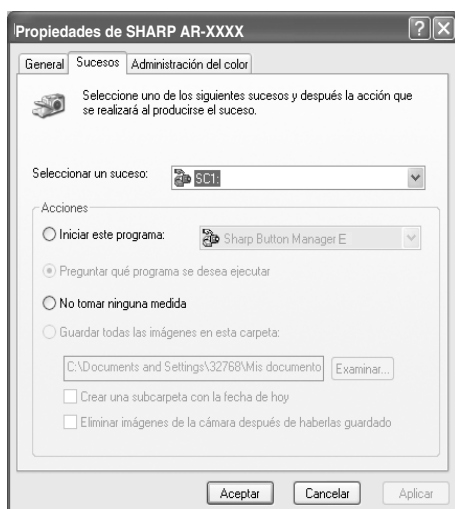 Propiedades de SHARP AR-XXXX
General Sucesos Administración del color
Seleccione uno de los siguientes sucesos y después la acción que
se realizará al producirse el suceso.
Seleccionar un suceso: SC1:
Acciones
Iniciar este programa: Sharp Button Manager E
Preguntar qué programa se desea ejecutar
No tomar ninguna medida
Guardar todas las imágenes en esta carpeta:
C:\Documents and Settings\32768\Mis documento Examinar...
Crear una subcarpeta con la fecha de hoy
Eliminar imágenes de la cámara después de haberlas guardado
Aceptar Cancelar Aplicar